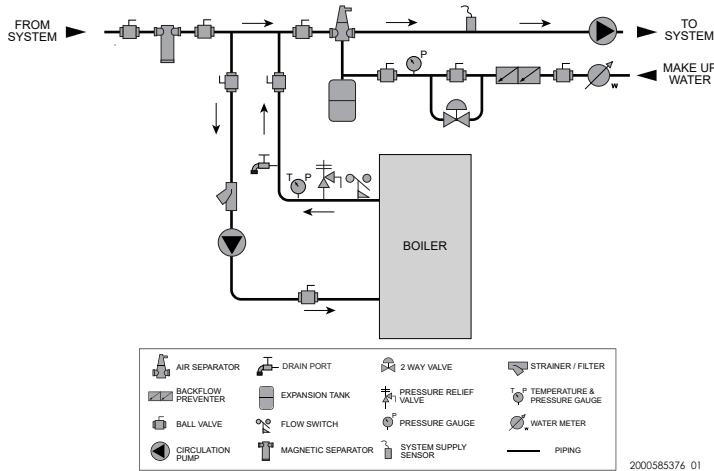 FROM
SYSTEM
TO
SYSTEM
P
MAKE UP
WATER
W
T P
BOILER
AIR SEPARATOR
DRAIN PORT
2 WAY VALVE
STRAINER / FILTER
BACKFLOW
PREVENTER
EXPANSION TANK
PRESSURE RELIEF
VALVE
T P
TEMPERATURE &
PRESSURE GAUGE
BALL VALVE
FLOW SWITCH
P
PRESSURE GAUGE
W
WATER METER
CIRCULATION
PUMP
MAGNETIC SEPARATOR
SYSTEM SUPPLY
SENSOR
PIPING
2000585376 01